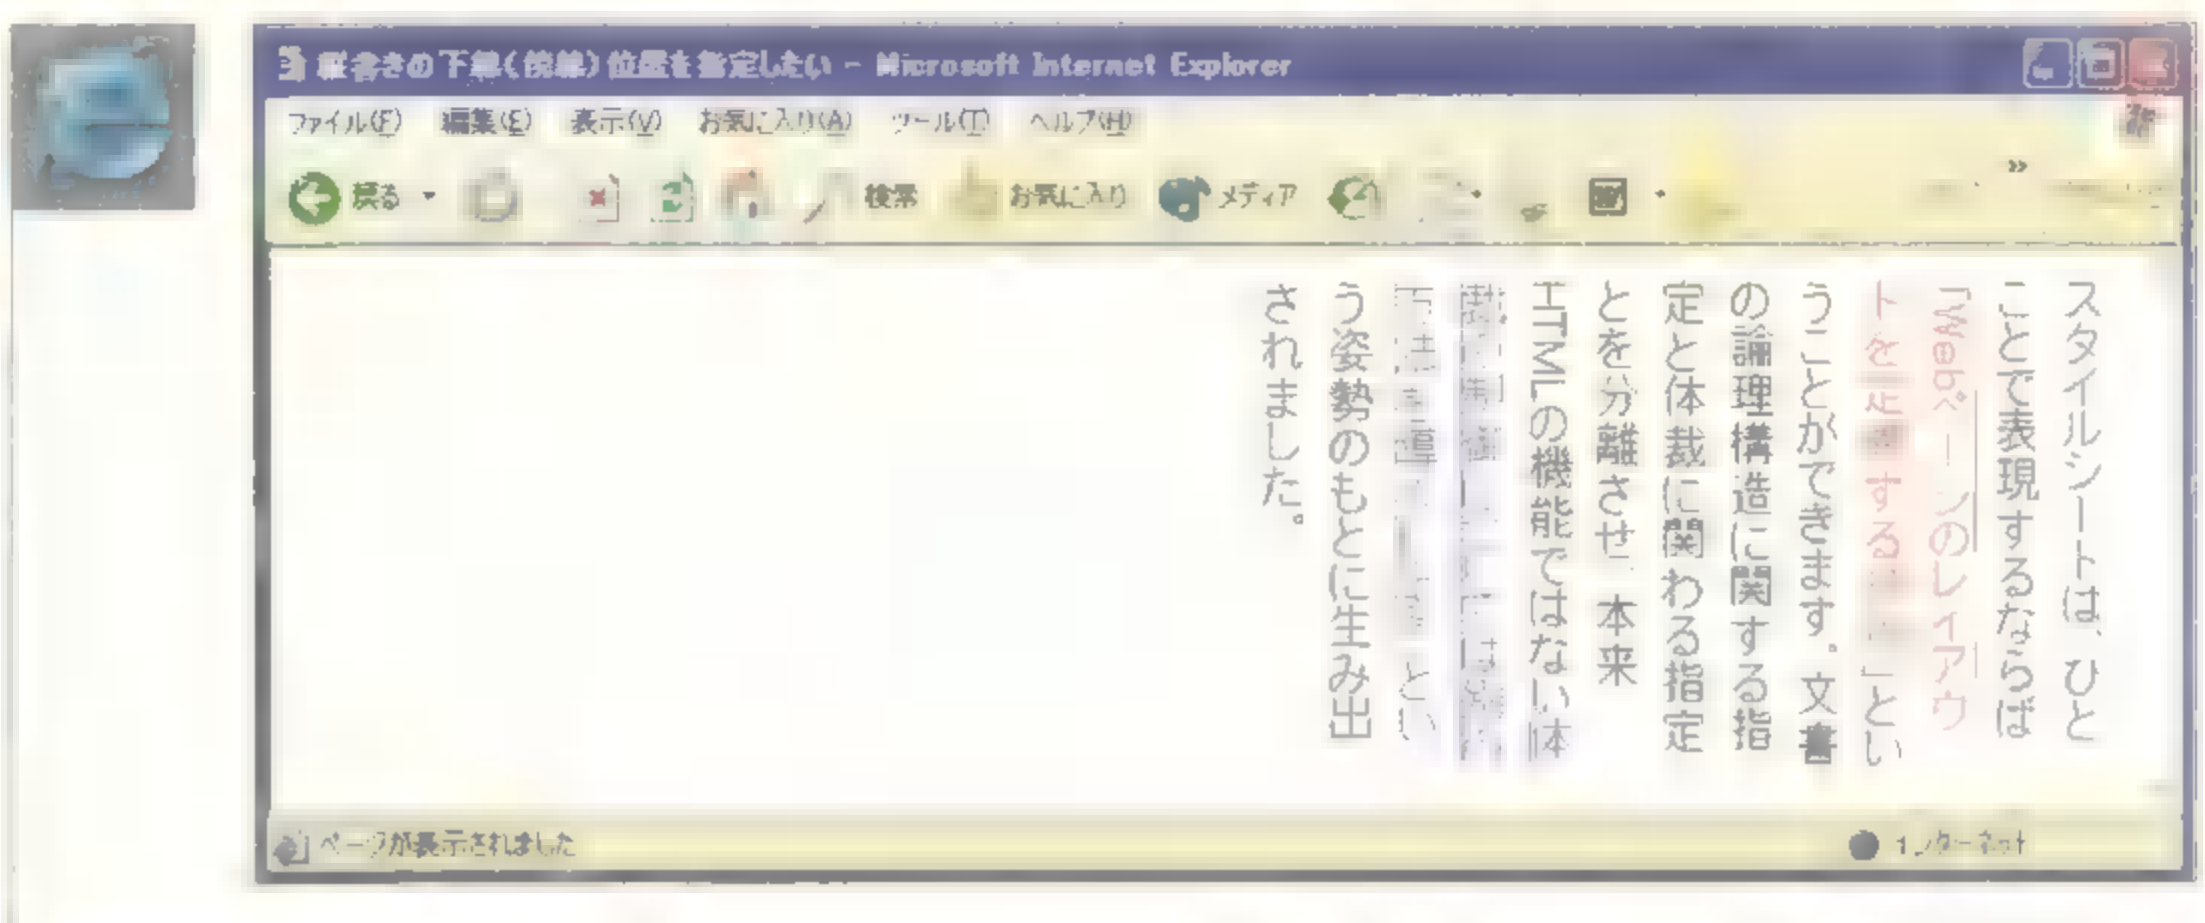 縦書きの下線(傍線)位置を指定したい - Microsoft Internet Explorer
ファイル(F) 編集(E) 表示(V) お気に入り(A) ツール(T) ヘルプ(H)
戻る 検索 お気に入り メディア »
スタイルシートは、ひと
ことで表現するならば
「Webページのレイアウ
トを定義する」とい
うことができます。文書
の論理構造に関する指
定と体裁に関わる指定
とを分離させ 本来
HTMLの機能ではない体
とい
う姿勢のもとに生み出
されました。
ページが表示されました
インターネット